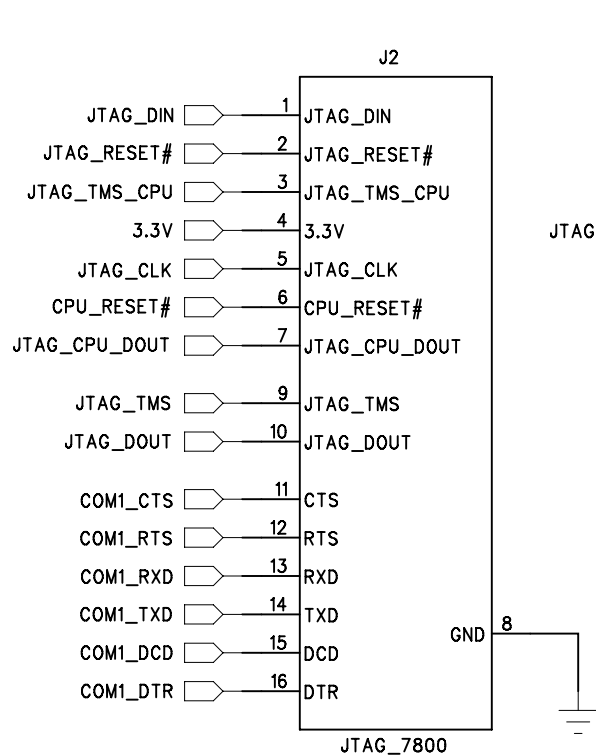 J2
JTAG_DIN 1 JTAG_DIN
JTAG_RESET# 2 JTAG_RESET#
JTAG_TMS_CPU 3 JTAG_TMS_CPU
3.3V 4 3.3V JTAG
JTAG_CLK 5 JTAG_CLK
CPU_RESET# 6 CPU_RESET#
JTAG_CPU_DOUT 7 JTAG_CPU_DOUT
JTAG_TMS 9 JTAG_TMS
JTAG_DOUT 10 JTAG_DOUT
COM1_CTS 11 CTS
COM1_RTS 12 RTS
COM1_RXD 13 RXD
COM1_TXD 14 TXD
GND 8
COM1_DCD 15 DCD
COM1_DTR 16 DTR
JTAG_7800